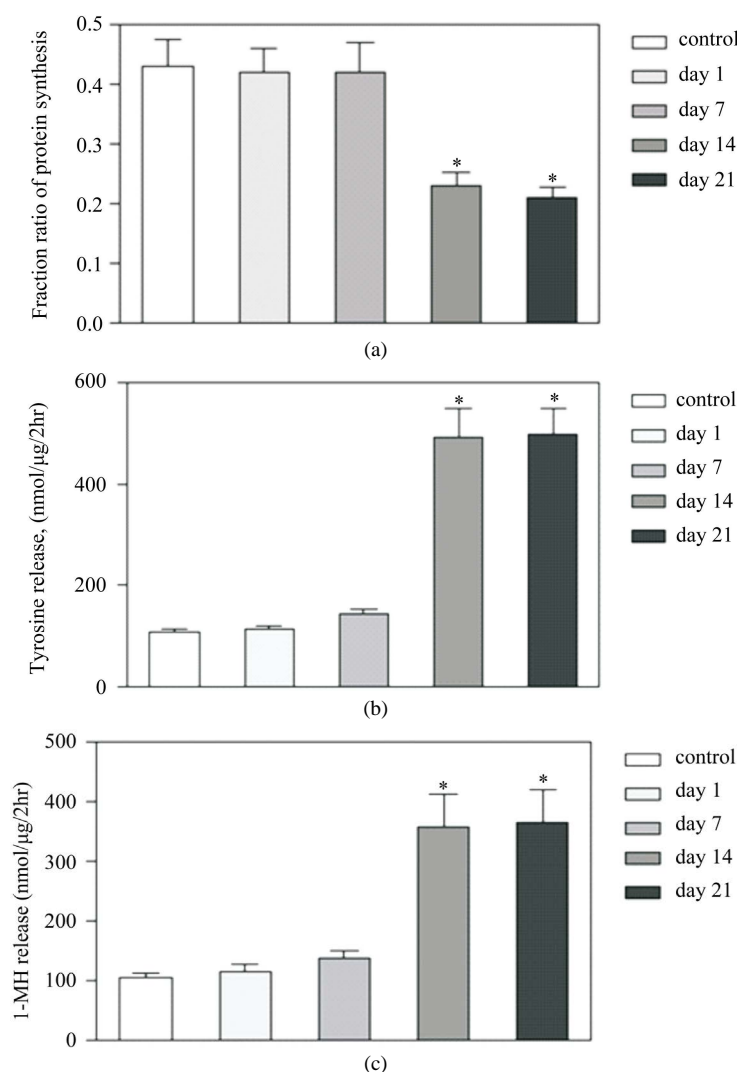 Fraction ratio of protein synthesis
0.5
0.4
0.3
0.2
0.1
0.0
*
*
control
day 1
day 7
day 14
day 21
(a)
Tyrosine release, (nmol/µg/2hr)
600
400
200
0
*
*
control
day 1
day 7
day 14
day 21
(b)
1-MH release (nmol/µg/2hr)
500
400
300
200
100
0
*
*
control
day 1
day 7
day 14
day 21
(c)